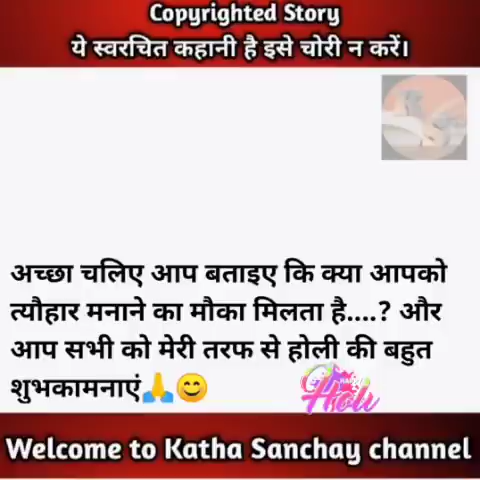 Copyrighted Story
ये स्वरचित कहानी है इसे चोरी न करें।
अच्छा चलिए आप बताइए कि क्या आपको
त्यौहार मनाने का मौका मिलता है....? और
आप सभी को मेरी तरफ से होली की बहुत
शुभकामनाएं🙏😊
Holi
Welcome to Katha Sanchay channel